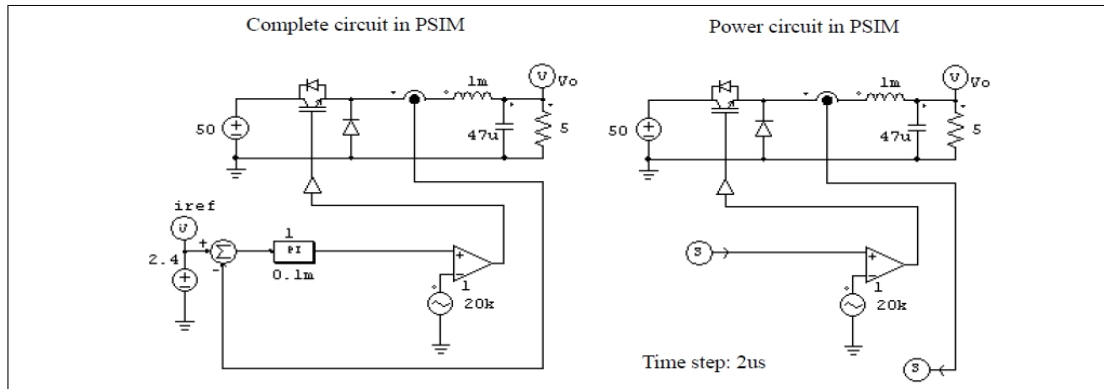 Complete circuit in PSIM
Power circuit in PSIM
1m
V
Vo
50
47u
5
iref
V
2.4
+
Σ
-
1
PI
0.1m
+
-
1
20k
1m
V
Vo
50
47u
5
S
+
-
1
20k
Time step: 2us
S